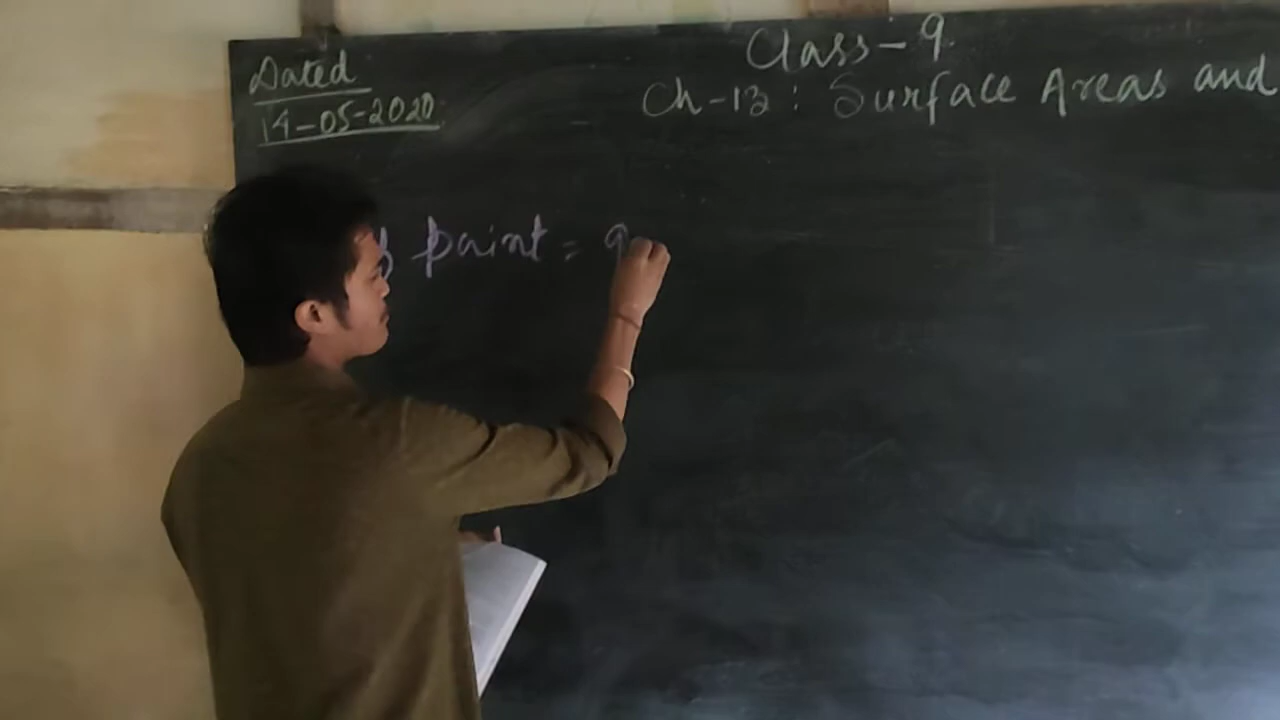 Class-9
Dated
Ch-13: Surface Areas and
14-05-2020
paint = 9